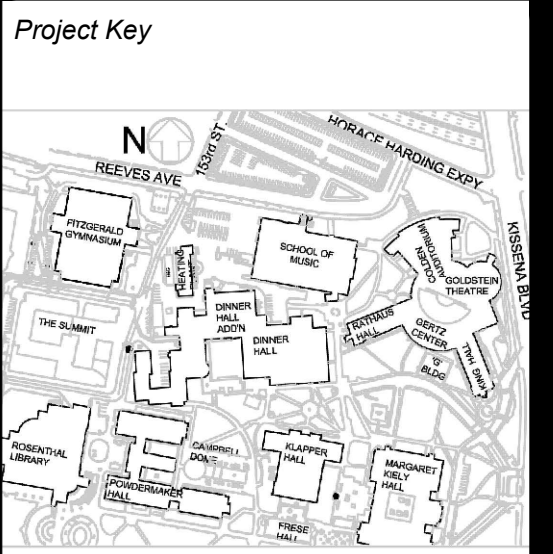 Project Key
N
REEVES AVE
153rd ST.
HORACE HARDING EXPY
KISSENA BLVD
FITZGERALD
GYMNASIUM
HEATING
SCHOOL OF
MUSIC
COLDEN
AUDITORIUM
GOLDSTEIN
THEATRE
THE SUMMIT
DINNER
HALL
ADD'N
DINNER
HALL
RATHAUS
HALL
GERTZ
CENTER
'G'
BLDG
KING HALL
ROSENTHAL
LIBRARY
CAMPBELL
DOME
POWDERMAKER
HALL
KLAPPER
HALL
MARGARET
KIELY
HALL
FRESE
HALL